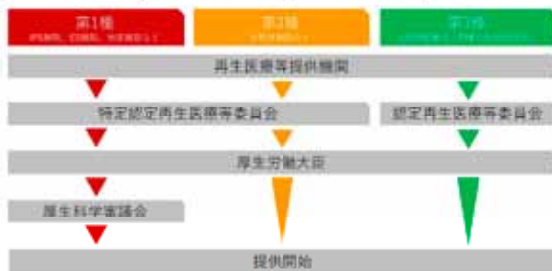 第1種
第2種
第3種
再生医療等提供機関
特定認定再生医療等委員会
認定再生医療等委員会
厚生労働大臣
厚生科学審議会
提供開始